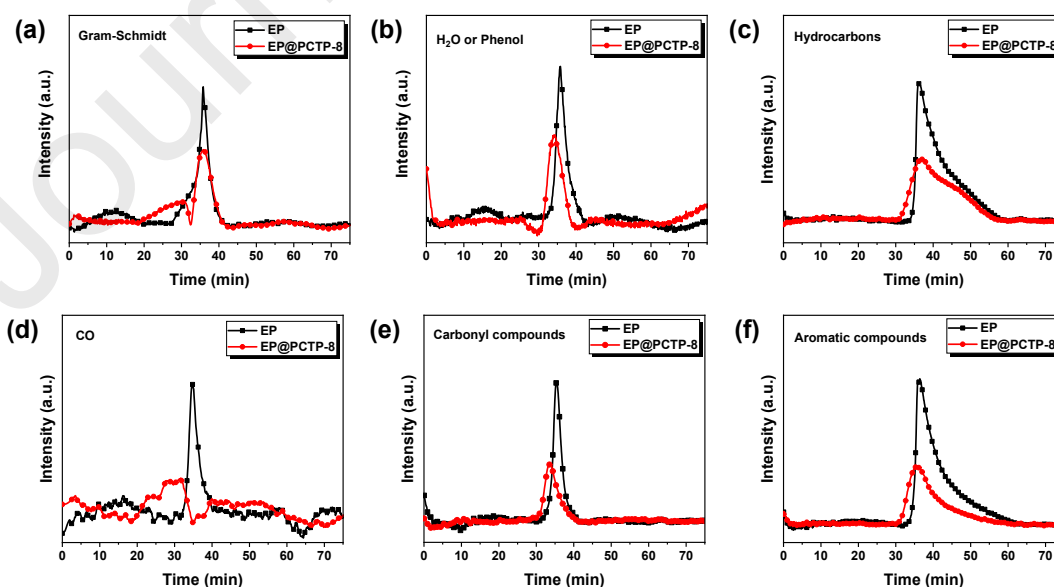 Journ
(a)
Gram-Schmidt
EP
EP@PCTP-8
Intensity (a.u.)
0 10 20 30 40 50 60 70
Time (min)
(b)
H₂O or Phenol
EP
EP@PCTP-8
Intensity (a.u.)
0 10 20 30 40 50 60 70
Time (min)
(c)
Hydrocarbons
EP
EP@PCTP-8
Intensity (a.u.)
0 10 20 30 40 50 60 70
Time (min)
(d)
CO
EP
EP@PCTP-8
Intensity (a.u.)
0 10 20 30 40 50 60 70
Time (min)
(e)
Carbonyl compounds
EP
EP@PCTP-8
Intensity (a.u.)
0 10 20 30 40 50 60 70
Time (min)
(f)
Aromatic compounds
EP
EP@PCTP-8
Intensity (a.u.)
0 10 20 30 40 50 60 70
Time (min)